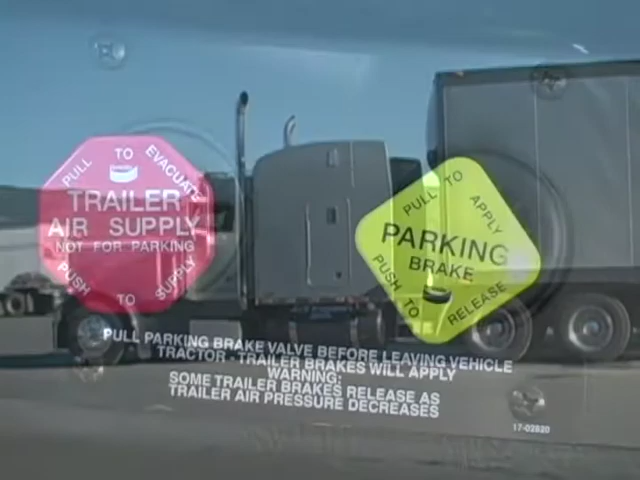 PULL TO EVACUATE
TRAILER
AIR SUPPLY
NOT FOR PARKING
PUSH TO SUPPLY
PULL TO APPLY
PARKING
BRAKE
PUSH TO RELEASE
PULL PARKING BRAKE VALVE BEFORE LEAVING VEHICLE
TRACTOR - TRAILER BRAKES WILL APPLY
WARNING:
SOME TRAILER BRAKES RELEASE AS
TRAILER AIR PRESSURE DECREASES
17-02820